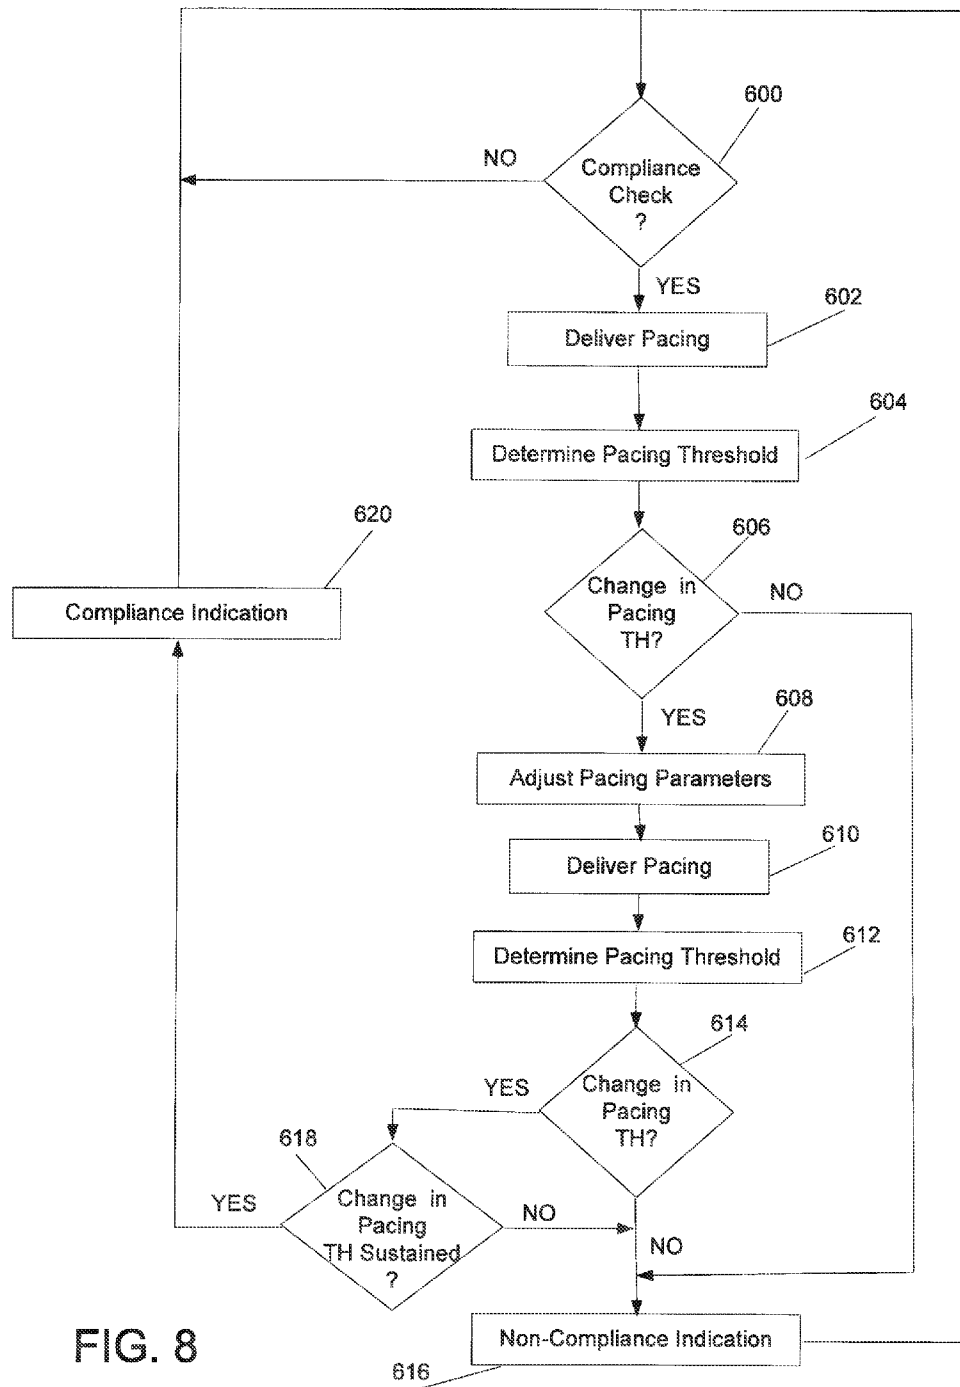 600
NO
Compliance
Check
?
YES
602
Deliver Pacing
604
Determine Pacing Threshold
620
606
Compliance Indication
Change in
Pacing
TH?
NO
YES
608
Adjust Pacing Parameters
610
Deliver Pacing
612
Determine Pacing Threshold
614
YES
Change in
Pacing
TH?
618
YES
Change in
Pacing
TH Sustained
?
NO
NO
FIG. 8
Non-Compliance Indication
616